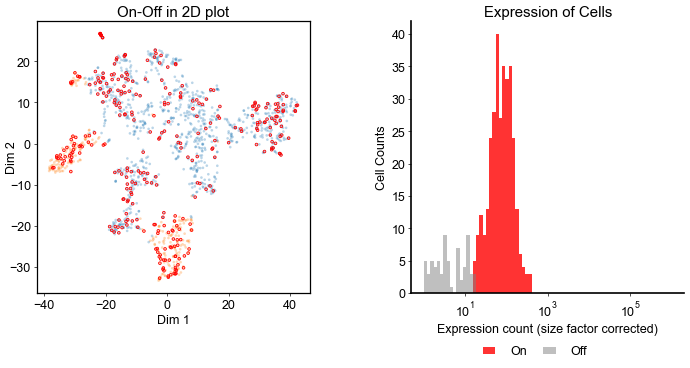 On-Off in 2D plot
20
10
0
−10
−20
−30
−40
−20
0
20
40
Dim 2
Dim 1
Expression of Cells
40
35
30
25
20
15
10
5
0
10^1
10^3
10^5
Cell Counts
Expression count (size factor corrected)
On
Off